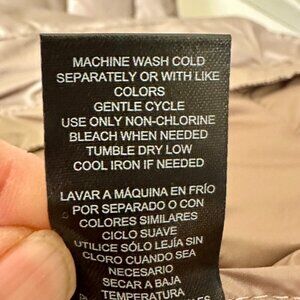 MACHINE WASH COLD
SEPARATELY OR WITH LIKE
COLORS
GENTLE CYCLE
USE ONLY NON-CHLORINE
BLEACH WHEN NEEDED
TUMBLE DRY LOW
COOL IRON IF NEEDED
LAVAR A MÁQUINA EN FRÍO
POR SEPARADO O CON
COLORES SIMILARES
CICLO SUAVE
UTILICE SÓLO LEJÍA SIN
CLORO CUANDO SEA
NECESARIO
SECAR A BAJA
TEMPERATURA